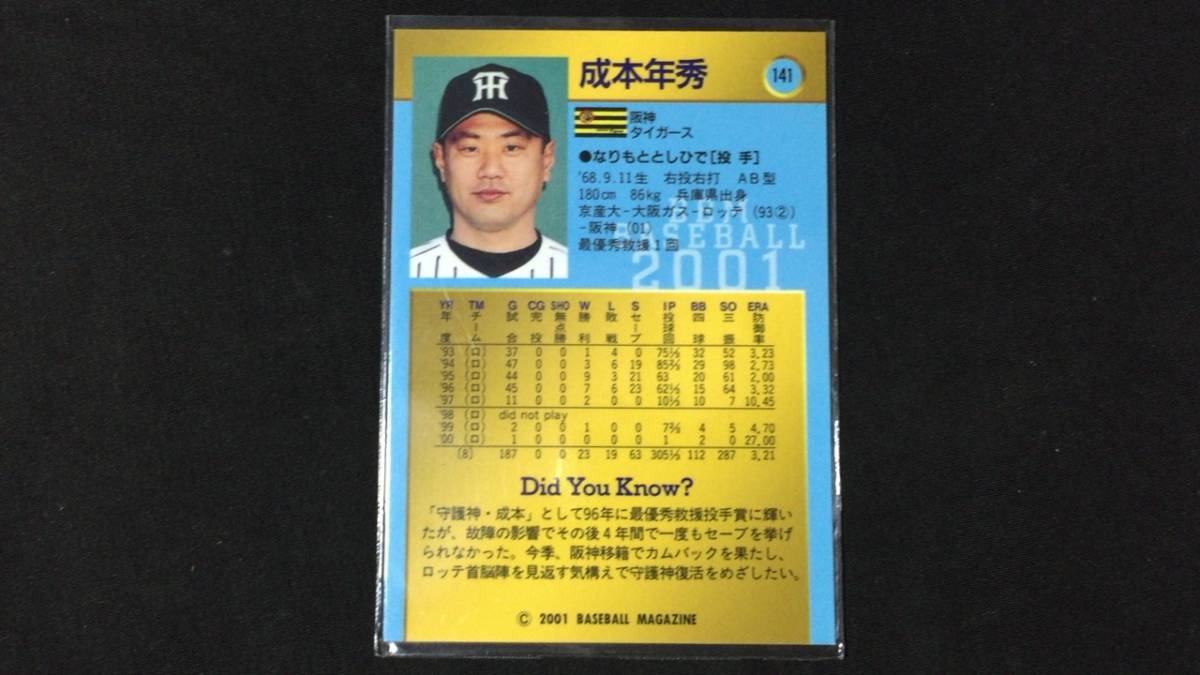 成本年秀
141
TH
阪神
タイガース
●なりもととしひで[投 手]
'68.9.11生 右投右打 AB型
180cm 86kg 兵庫県出身
京産大-大阪ガス-ロッテ(93②)
-阪神(01)
最優秀救援1回
BBM
BASEBALL
2001
YR TM G CG SHO W L S IP BB SO ERA
年度 チーム 試合 完投 無点勝 勝利 敗戦 セーブ 投球回 四球 三振 防御率
'93 (ロ) 37 0 0 1 4 0 75⅓ 32 52 3.23
'94 (ロ) 47 0 0 3 6 19 85⅔ 29 98 2.73
'95 (ロ) 44 0 0 9 3 21 63 20 61 2.00
'96 (ロ) 45 0 0 7 6 23 62⅓ 15 64 3.32
'97 (ロ) 11 0 0 2 0 0 10⅓ 10 7 10.45
'98 (ロ) did not play
'99 (ロ) 2 0 0 1 0 0 7⅔ 4 5 4.70
'00 (ロ) 1 0 0 0 0 0 1 2 0 27.00
(8) 187 0 0 23 19 63 305⅓ 112 287 3.21
Did You Know?
「守護神・成本」として96年に最優秀救援投手賞に輝い
たが、故障の影響でその後4年間で一度もセーブを挙げ
られなかった。今季、阪神移籍でカムバックを果たし、
ロッテ首脳陣を見返す気構えで守護神復活をめざしたい。
© 2001 BASEBALL MAGAZINE